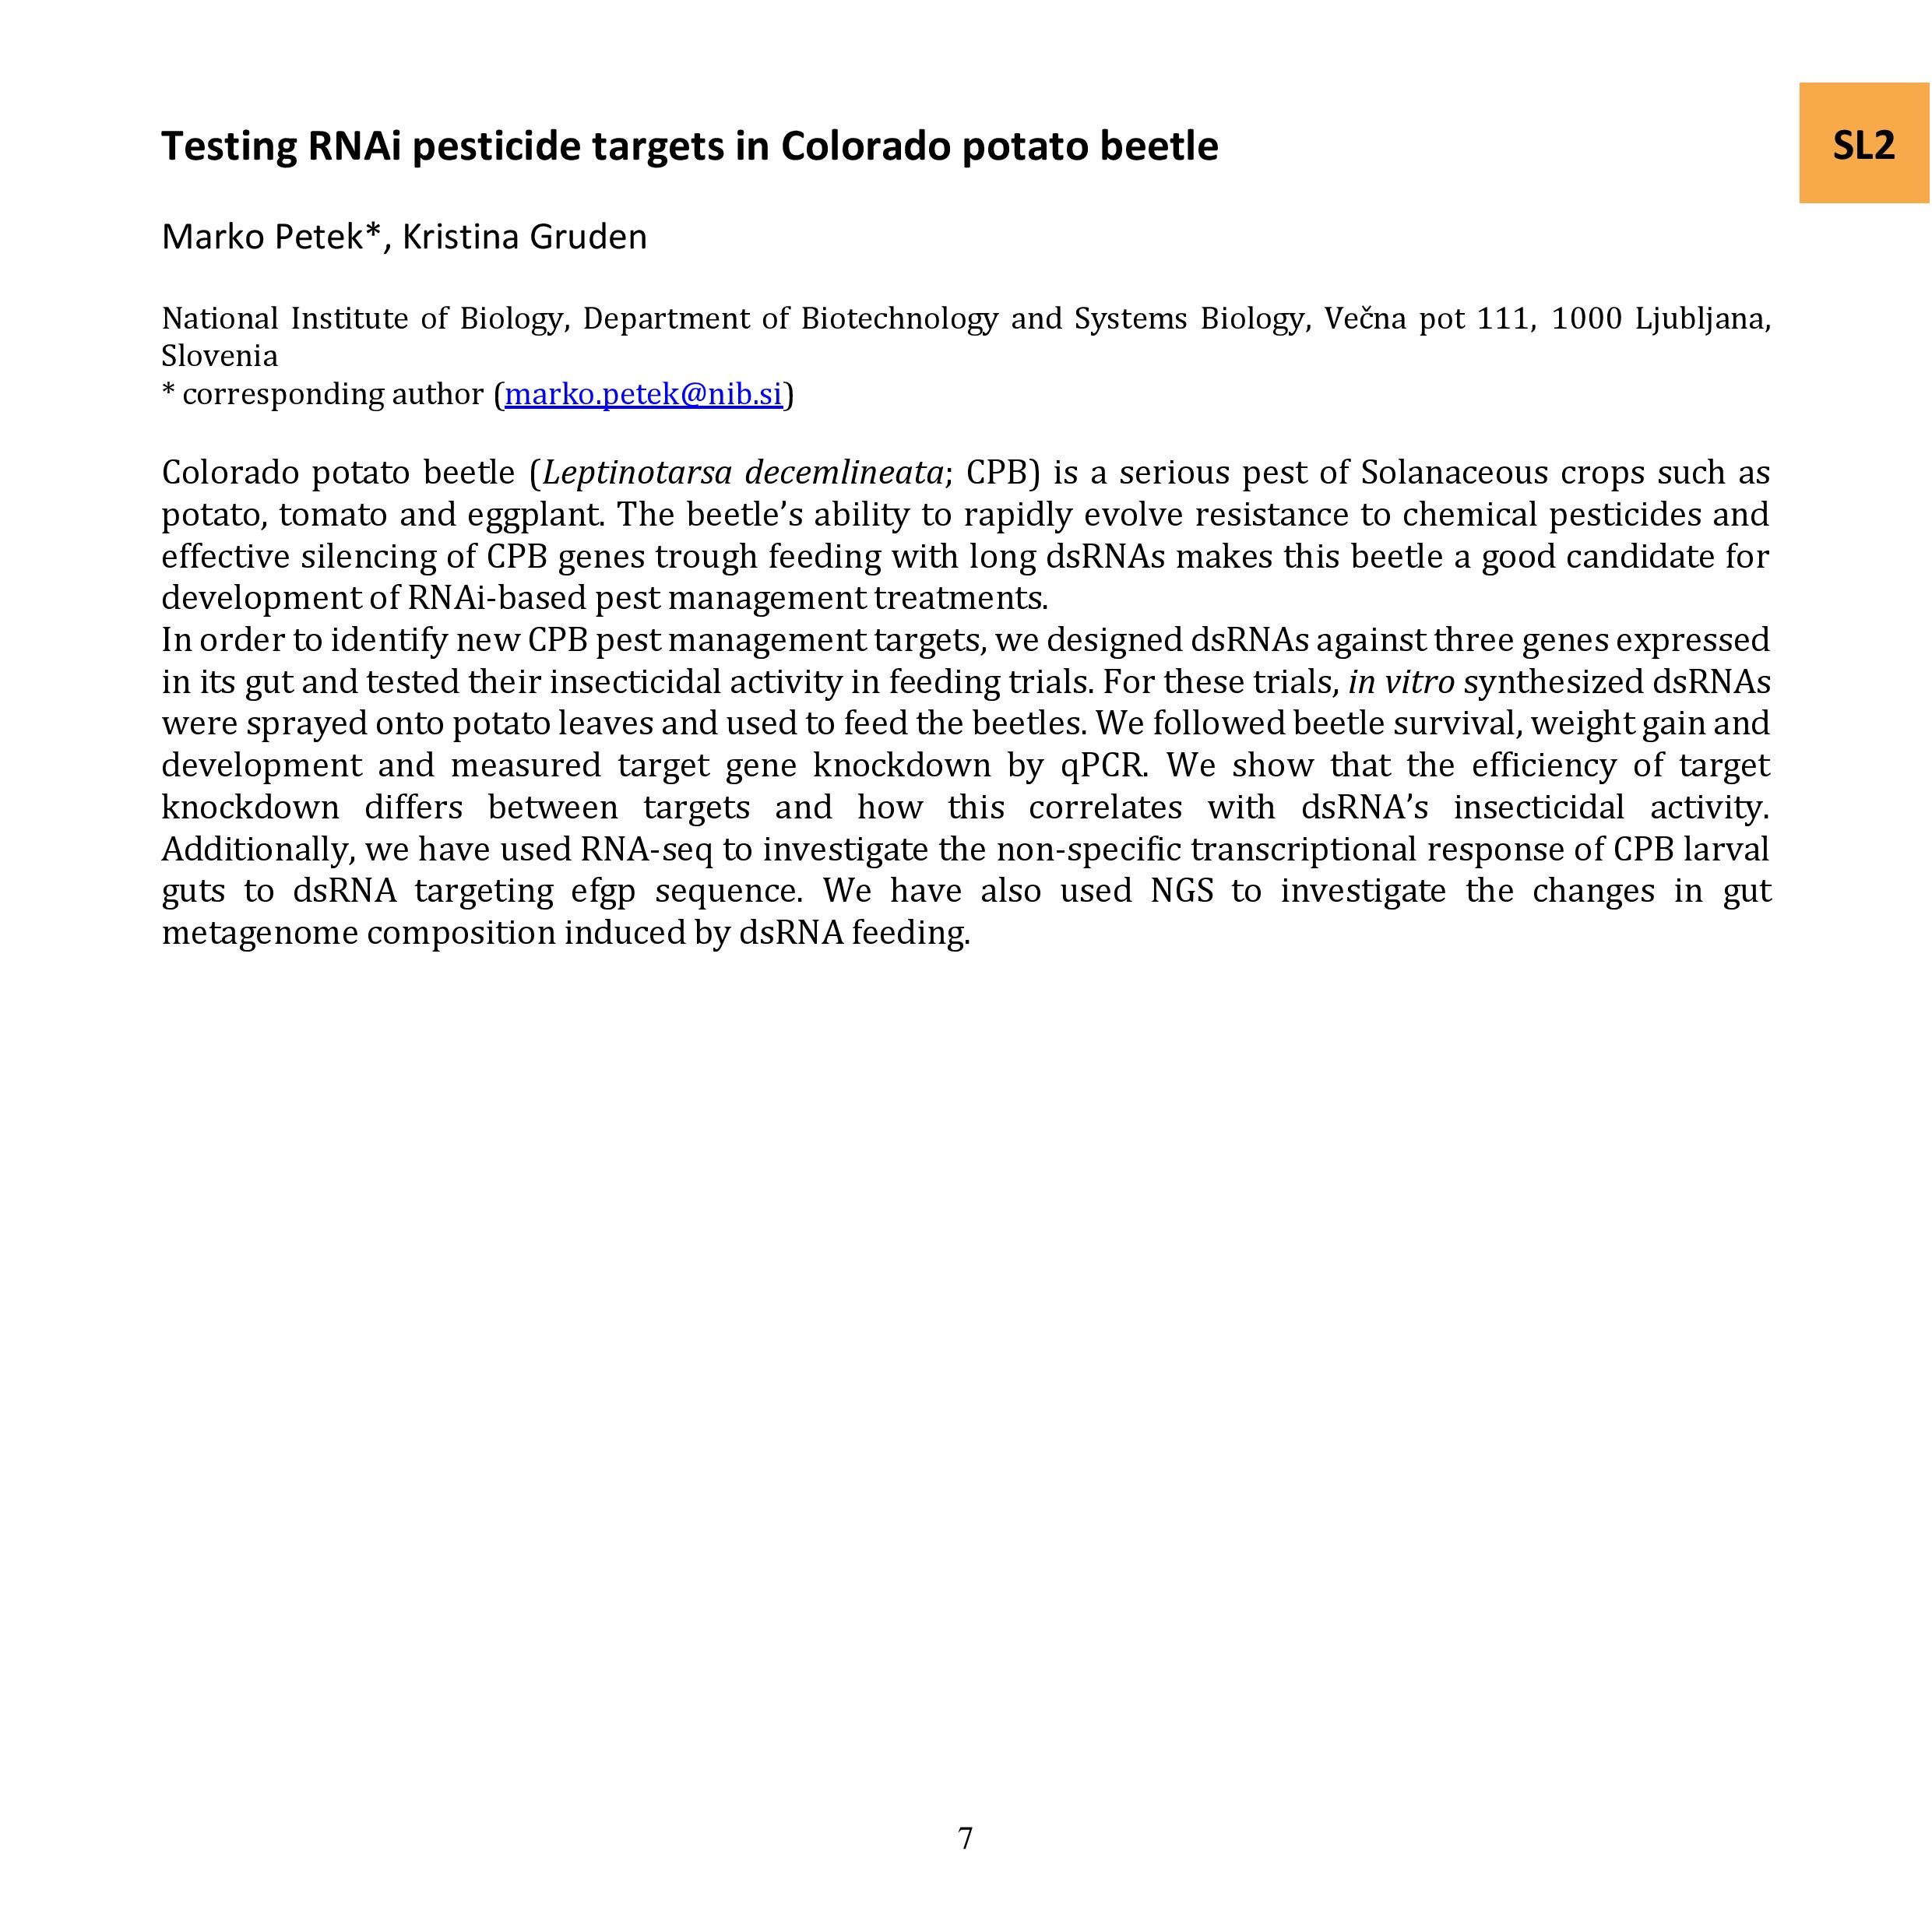 Testing RNAi pesticide targets in Colorado potato beetle
SL2
Marko Petek*, Kristina Gruden
National Institute of Biology, Department of Biotechnology and Systems Biology, Večna pot 111, 1000 Ljubljana,
Slovenia
* corresponding author (marko.petek@nib.si)
Colorado potato beetle (Leptinotarsa decemlineata; CPB) is a serious pest of Solanaceous crops such as
potato, tomato and eggplant. The beetle’s ability to rapidly evolve resistance to chemical pesticides and
effective silencing of CPB genes trough feeding with long dsRNAs makes this beetle a good candidate for
development of RNAi-based pest management treatments.
In order to identify new CPB pest management targets, we designed dsRNAs against three genes expressed
in its gut and tested their insecticidal activity in feeding trials. For these trials, in vitro synthesized dsRNAs
were sprayed onto potato leaves and used to feed the beetles. We followed beetle survival, weight gain and
development and measured target gene knockdown by qPCR. We show that the efficiency of target
knockdown differs between targets and how this correlates with dsRNA’s insecticidal activity.
Additionally, we have used RNA-seq to investigate the non-specific transcriptional response of CPB larval
guts to dsRNA targeting efgp sequence. We have also used NGS to investigate the changes in gut
metagenome composition induced by dsRNA feeding.
7